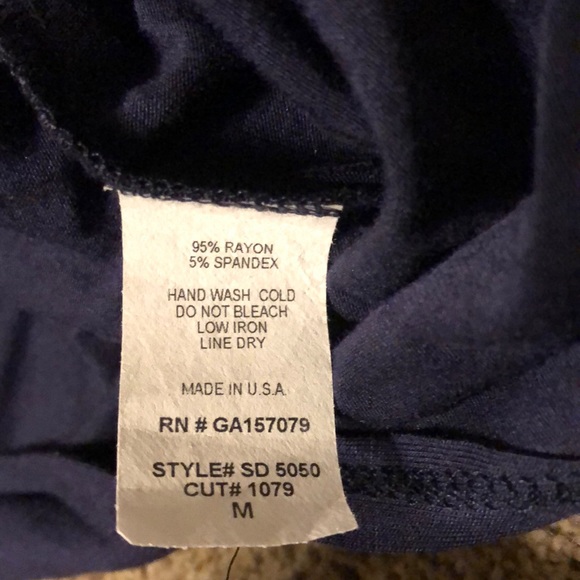 95% RAYON
5% SPANDEX
HAND WASH COLD
DO NOT BLEACH
LOW IRON
LINE DRY
MADE IN U.S.A.
RN # GA157079
STYLE# SD 5050
CUT# 1079
M